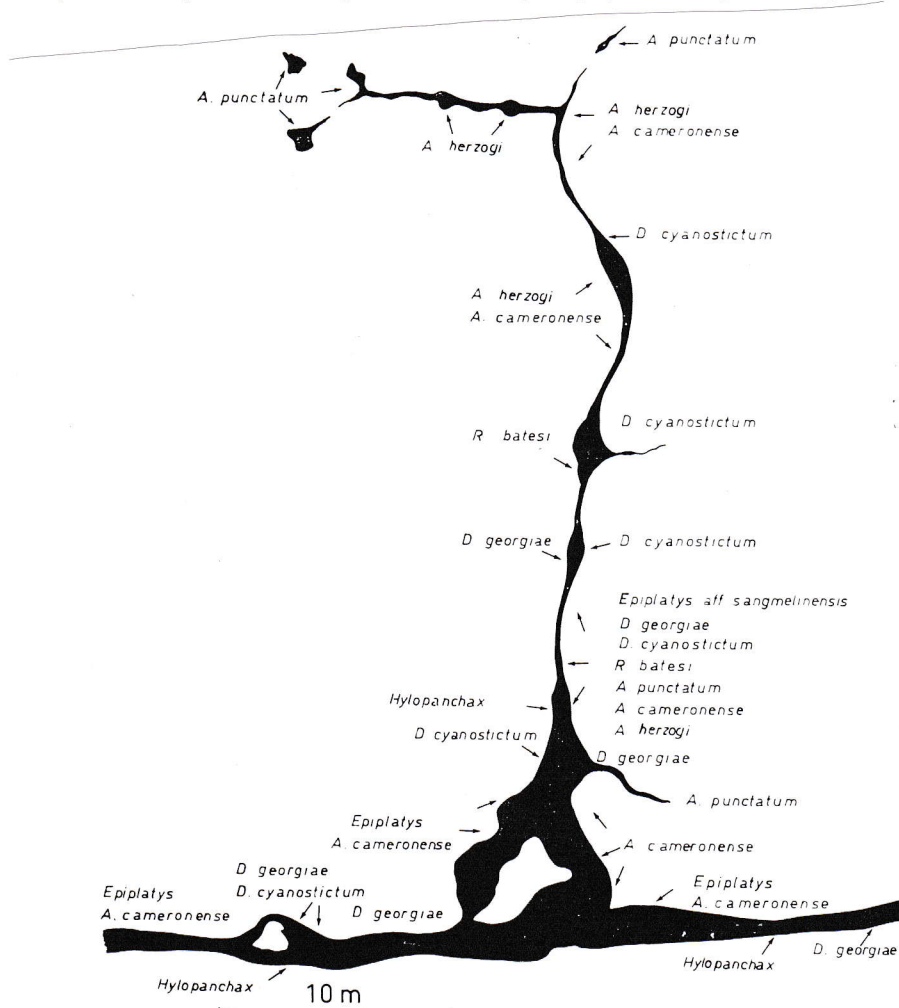 A punctatum
A. punctatum
A herzogi
A cameronense
A herzogi
D cyanostictum
A herzogi
A. cameronense
D cyanostictum
R batesi
D georgiae
D cyanostictum
Epiplatys aff sangmelinensis
D georgiae
D. cyanostictum
R batesi
A punctatum
A cameronense
A herzogi
Hylopanchax
D cyanostictum
D georgiae
A. punctatum
Epiplatys
A. cameronense
A cameronense
D georgiae
D. cyanostictum
Epiplatys
A. cameronense
D georgiae
Epiplatys
A. cameronense
D. georgiae
Hylopanchax
Hylopanchax
10 m